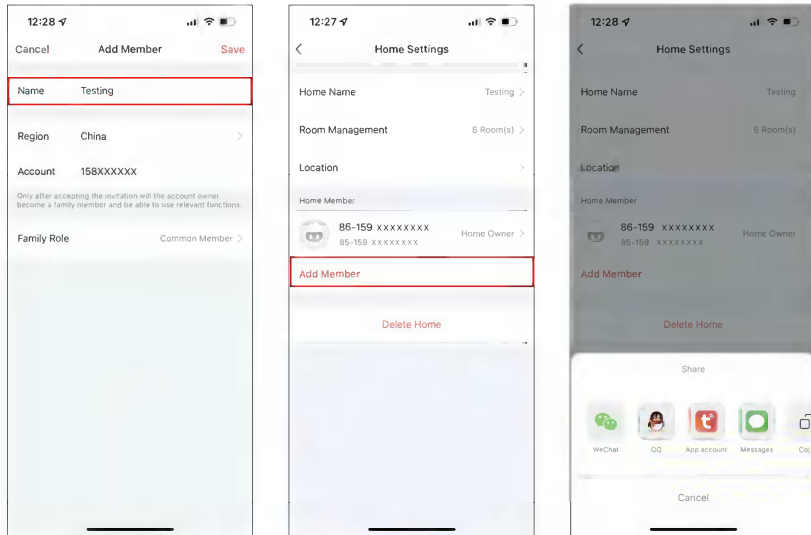 12:28
Cancel Add Member Save
Name Testing
Region China
Account 158XXXXXX
Only after accepting the invitation will the account owner
become a family member and be able to use relevant functions.
Family Role Common Member
12:27
Home Settings
Home Name Testing
Room Management 6 Room(s)
Location
Home Member
86-159 XXXXXXXX
85-159 XXXXXXXX
Home Owner
Add Member
Delete Home
12:28
Home Settings
Home Name Testing
Room Management 6 Room(s)
Location
Home Member
86-159 XXXXXXXX
85-159 XXXXXXXX
Home Owner
Add Member
Delete Home
Share
WeChat QQ App account Messages
Cancel